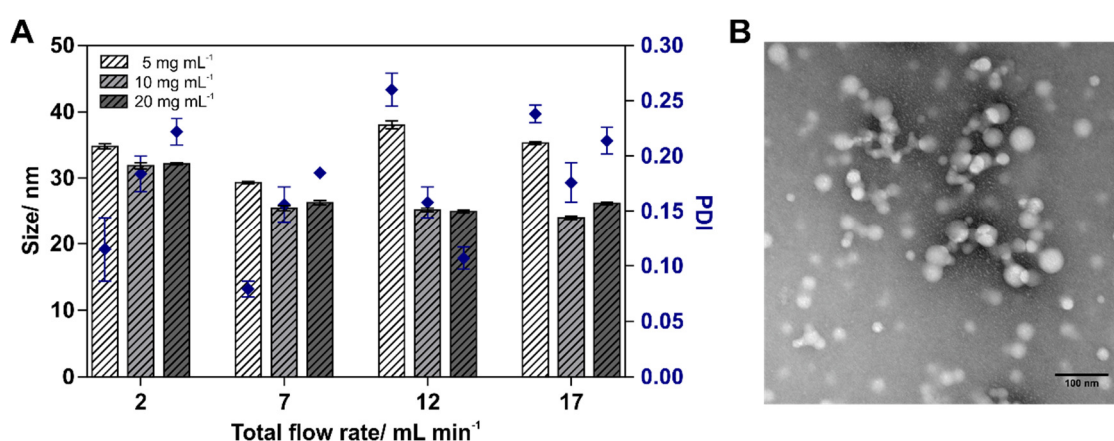 A
B
5 mg mL⁻¹
10 mg mL⁻¹
20 mg mL⁻¹
Size/ nm
50
40
30
20
10
0
PDI
0.30
0.25
0.20
0.15
0.10
0.05
0.00
2 7 12 17
Total flow rate/ mL min⁻¹
100 nm